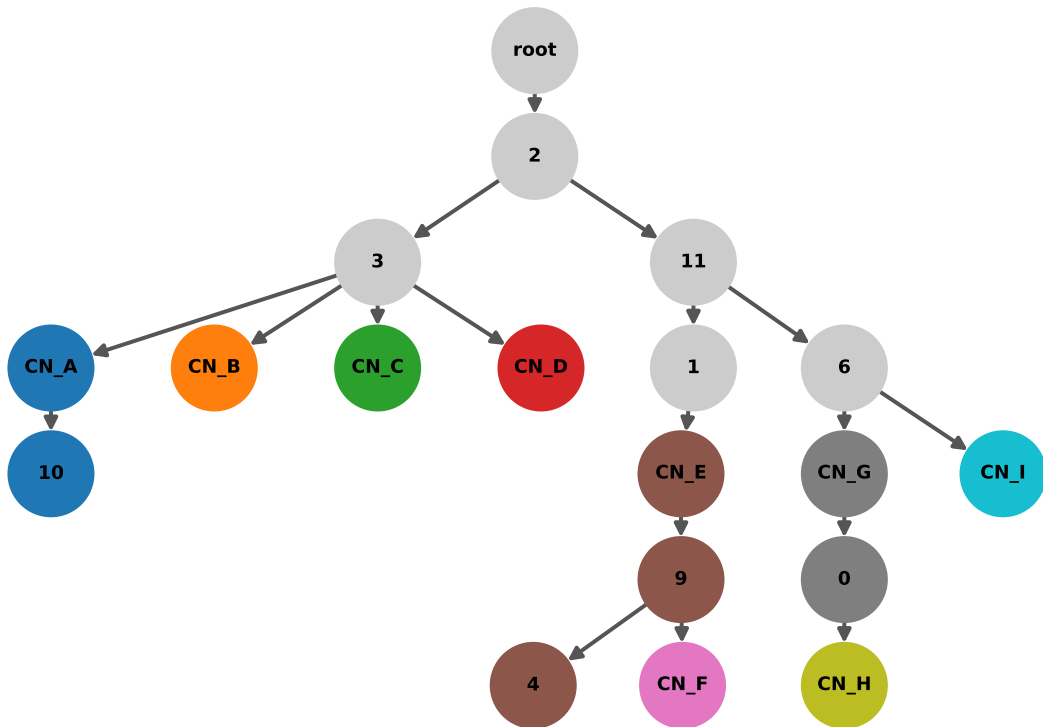 root
2
3
11
CN_A
CN_B
CN_C
CN_D
1
6
10
CN_E
CN_G
CN_I
9
0
4
CN_F
CN_H